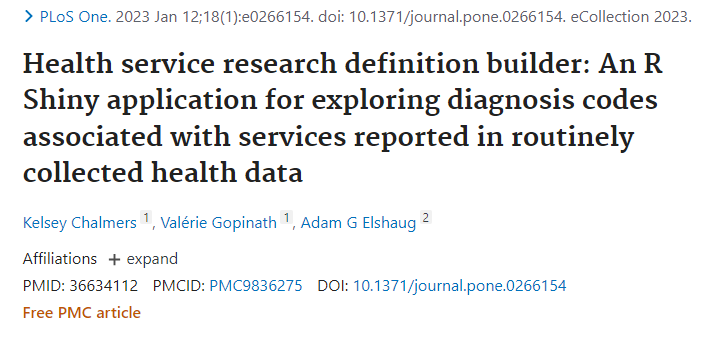 > PLoS One. 2023 Jan 12;18(1):e0266154. doi: 10.1371/journal.pone.0266154. eCollection 2023.
Health service research definition builder: An R
Shiny application for exploring diagnosis codes
associated with services reported in routinely
collected health data
Kelsey Chalmers 1, Valérie Gopinath 1, Adam G Elshaug 2
Affiliations + expand
PMID: 36634112 PMCID: PMC9836275 DOI: 10.1371/journal.pone.0266154
Free PMC article